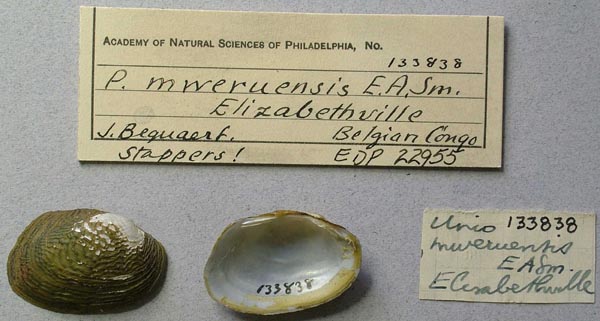 ACADEMY OF NATURAL SCIENCES OF PHILADELPHIA, NO.
133838
P. mweruensis E.A.Sm.
Elizabethville
J. Bequaert. Belgian Congo
Stappers! EDP 22955
133838
Unio 133838
mweruensis
E A Sm.
Elizabethville